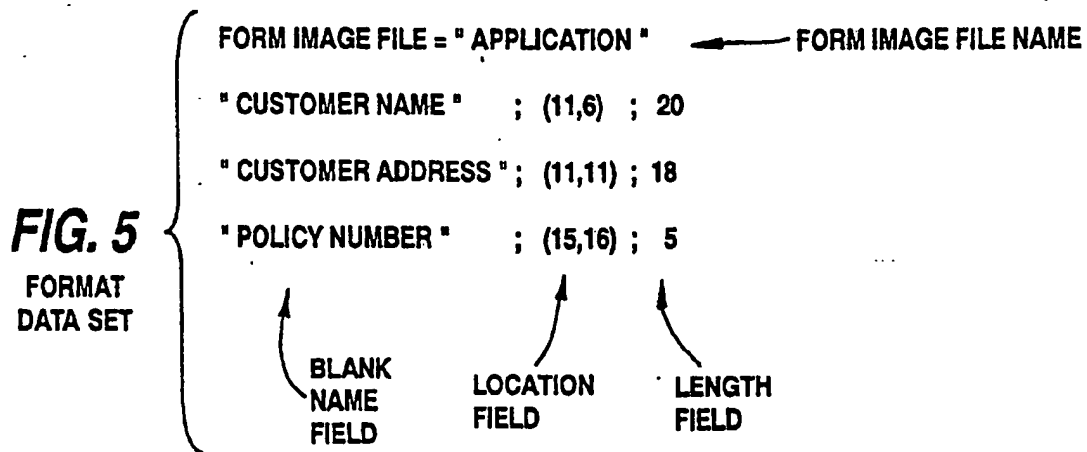 FORM IMAGE FILE = " APPLICATION "
FORM IMAGE FILE NAME
" CUSTOMER NAME " ; (11,6) ; 20
" CUSTOMER ADDRESS " ; (11,11) ; 18
" POLICY NUMBER " ; (15,16) ; 5
FIG. 5
FORMAT
DATA SET
BLANK
NAME
FIELD
LOCATION
FIELD
LENGTH
FIELD